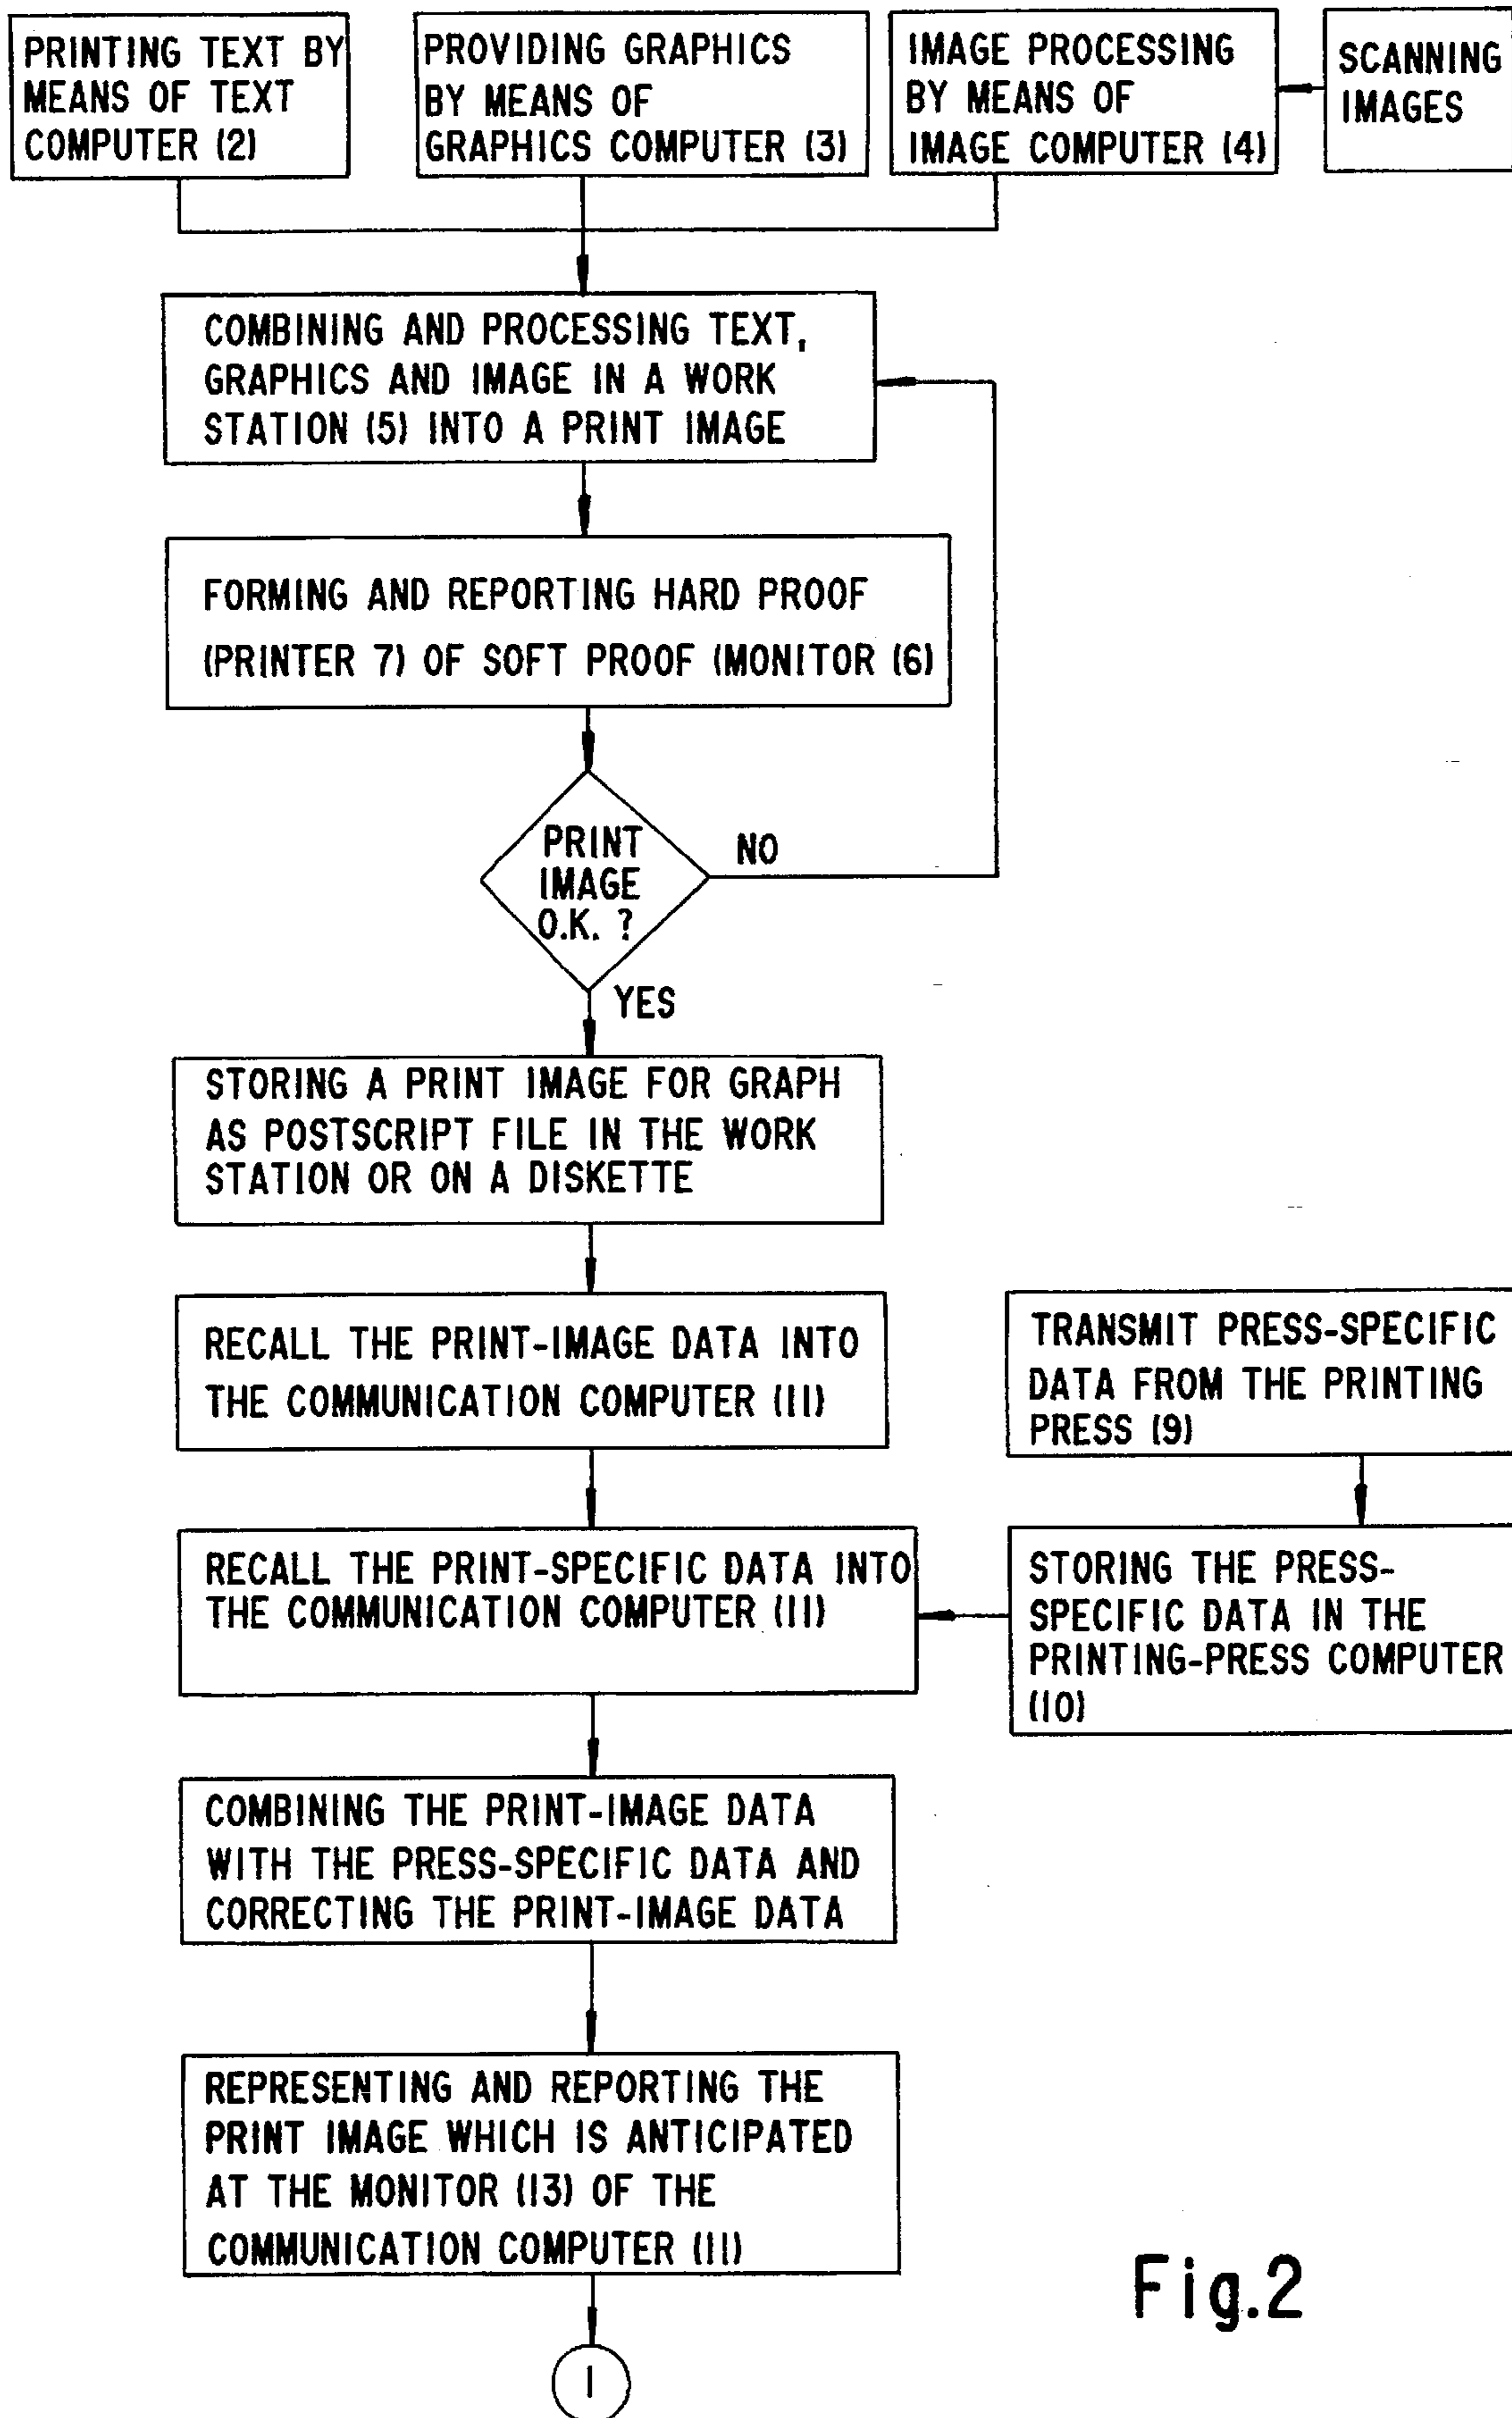 PRINTING TEXT BY
MEANS OF TEXT
COMPUTER (2)
PROVIDING GRAPHICS
BY MEANS OF
GRAPHICS COMPUTER (3)
IMAGE PROCESSING
BY MEANS OF
IMAGE COMPUTER (4)
SCANNING
IMAGES
COMBINING AND PROCESSING TEXT,
GRAPHICS AND IMAGE IN A WORK
STATION (5) INTO A PRINT IMAGE
FORMING AND REPORTING HARD PROOF
(PRINTER 7) OF SOFT PROOF (MONITOR (6)
PRINT
IMAGE
O.K. ?
NO
YES
STORING A PRINT IMAGE FOR GRAPH
AS POSTSCRIPT FILE IN THE WORK
STATION OR ON A DISKETTE
RECALL THE PRINT-IMAGE DATA INTO
THE COMMUNICATION COMPUTER (11)
TRANSMIT PRESS-SPECIFIC
DATA FROM THE PRINTING
PRESS (9)
RECALL THE PRINT-SPECIFIC DATA INTO
THE COMMUNICATION COMPUTER (11)
STORING THE PRESS-
SPECIFIC DATA IN THE
PRINTING-PRESS COMPUTER
(10)
COMBINING THE PRINT-IMAGE DATA
WITH THE PRESS-SPECIFIC DATA AND
CORRECTING THE PRINT-IMAGE DATA
REPRESENTING AND REPORTING THE
PRINT IMAGE WHICH IS ANTICIPATED
AT THE MONITOR (13) OF THE
COMMUNICATION COMPUTER (11)
Fig.2
1